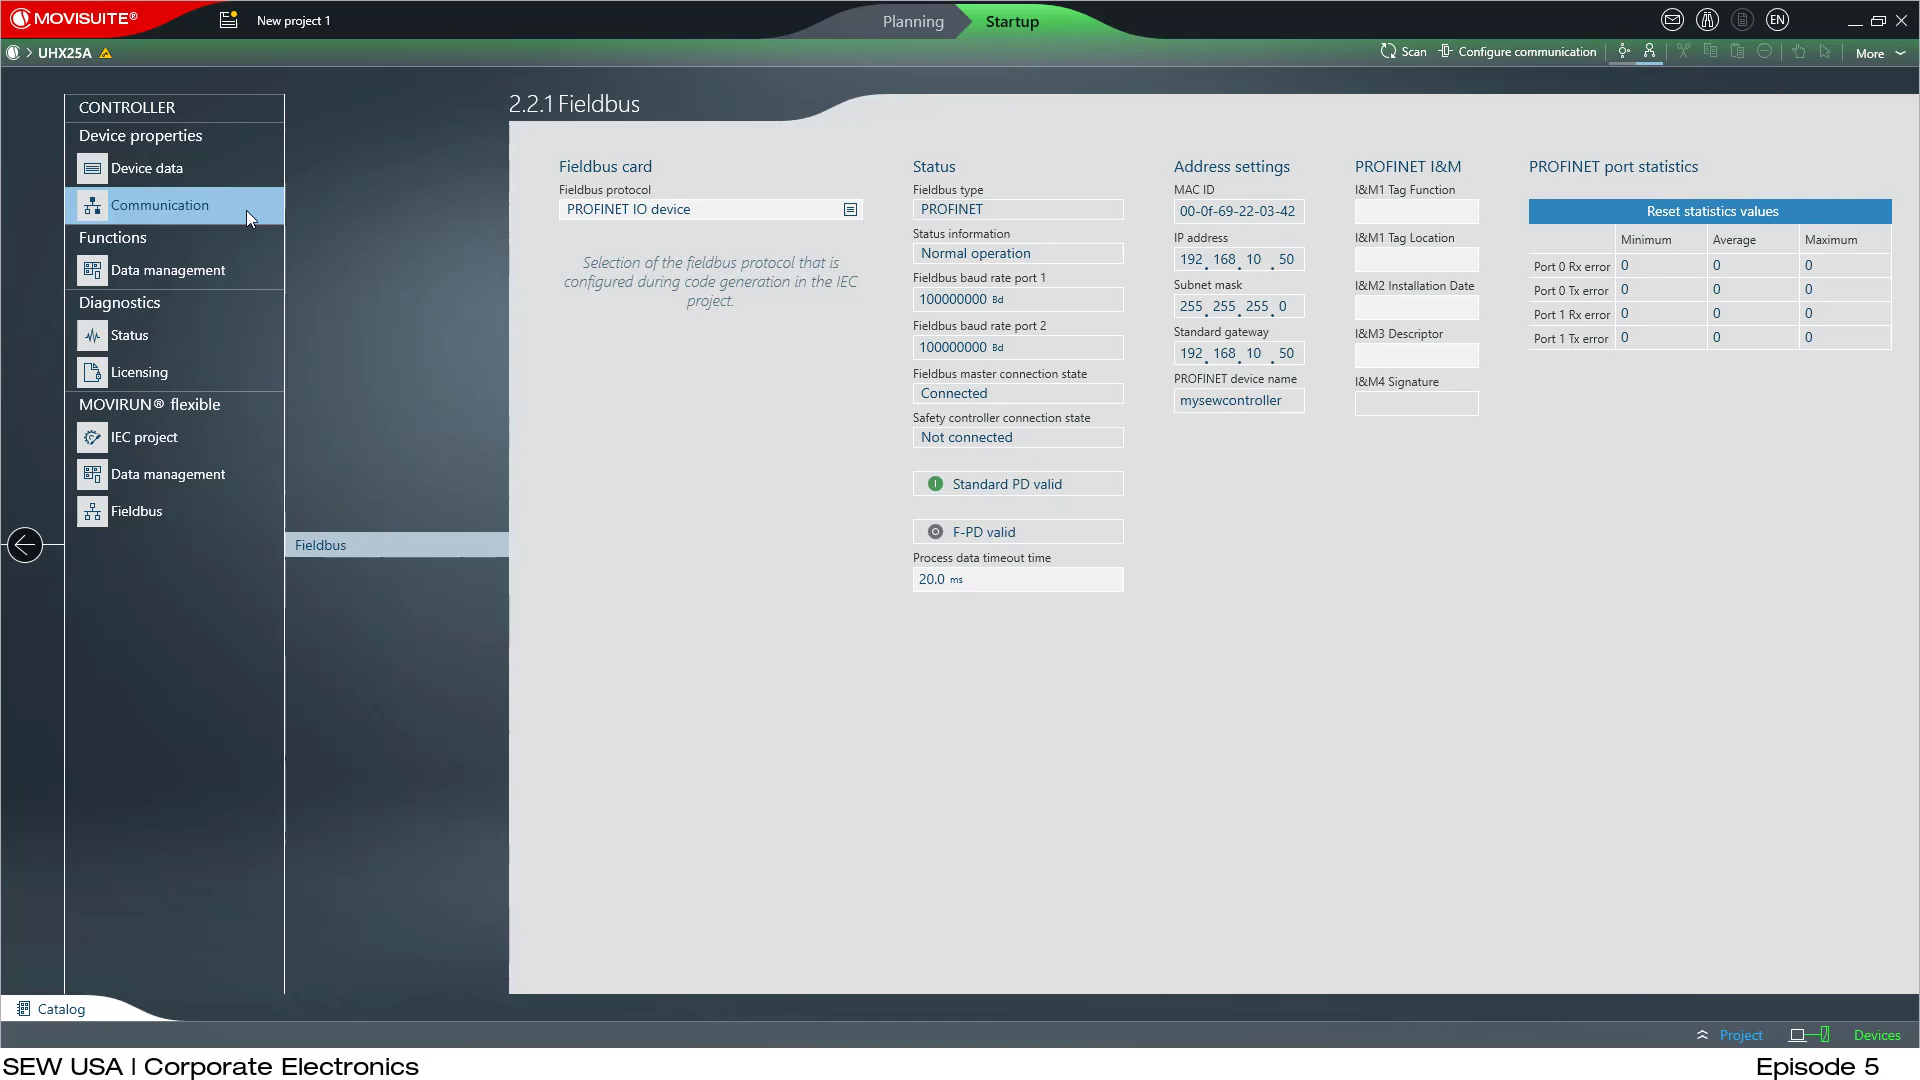 MOVISUITE®
New project 1
Planning
Startup
EN
UHX25A
Scan
Configure communication
More
CONTROLLER
Device properties
Device data
Communication
Functions
Data management
Diagnostics
Status
Licensing
MOVIRUN® flexible
IEC project
Data management
Fieldbus
Fieldbus
2.2.1 Fieldbus
Fieldbus card
Fieldbus protocol
PROFINET IO device
Selection of the fieldbus protocol that is
configured during code generation in the IEC
project.
Status
Fieldbus type
PROFINET
Status information
Normal operation
Fieldbus baud rate port 1
100000000 Bd
Fieldbus baud rate port 2
100000000 Bd
Fieldbus master connection state
Connected
Safety controller connection state
Not connected
Standard PD valid
F-PD valid
Process data timeout time
20.0 ms
Address settings
MAC ID
00-0f-69-22-03-42
IP address
192 . 168 . 10 . 50
Subnet mask
255 . 255 . 255 . 0
Standard gateway
192 . 168 . 10 . 50
PROFINET device name
mysewcontroller
PROFINET I&M
I&M1 Tag Function
I&M1 Tag Location
I&M2 Installation Date
I&M3 Descriptor
I&M4 Signature
PROFINET port statistics
Reset statistics values
Minimum Average Maximum
Port 0 Rx error 0 0 0
Port 0 Tx error 0 0 0
Port 1 Rx error 0 0 0
Port 1 Tx error 0 0 0
Catalog
Project
Devices
SEW USA | Corporate Electronics
Episode 5